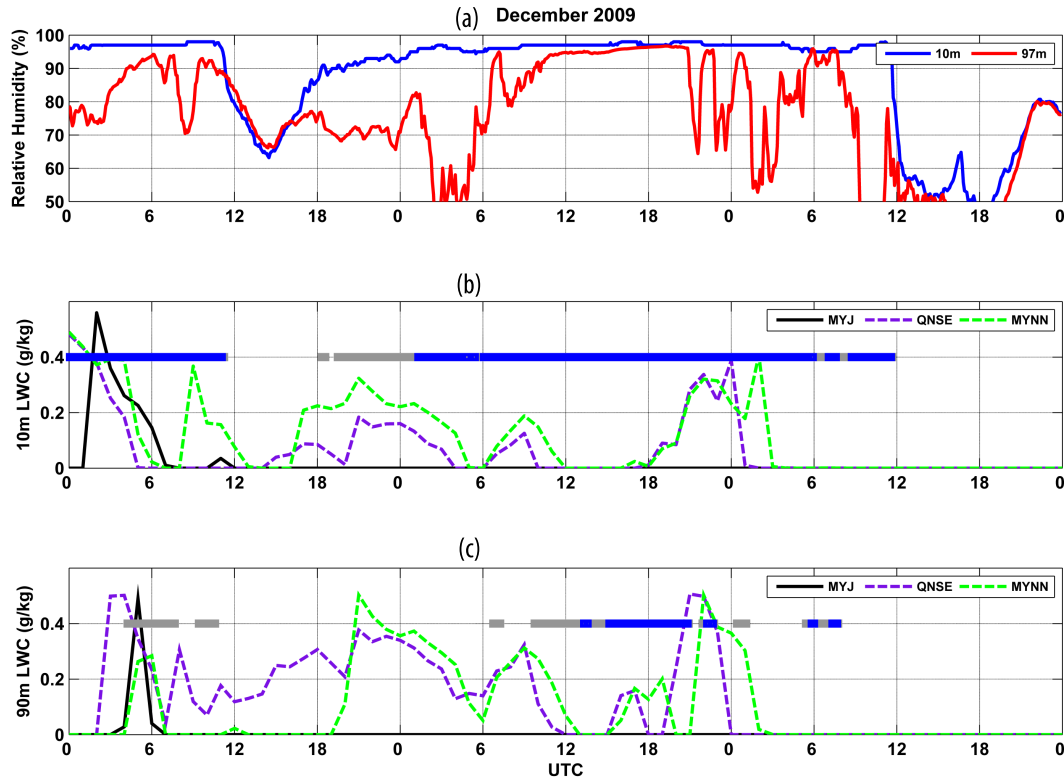 (a) December 2009
Relative Humidity (%)
100
90
80
70
60
50
10m 97m
0 6 12 18 0 6 12 18 0 6 12 18 0
(b)
10m LWC (g/kg)
MYJ QNSE MYNN
0.4
0.2
0
0 6 12 18 0 6 12 18 0 6 12 18 0
(c)
90m LWC (g/kg)
MYJ QNSE MYNN
0.4
0.2
0
0 6 12 18 0 6 12 18 0 6 12 18 0
UTC